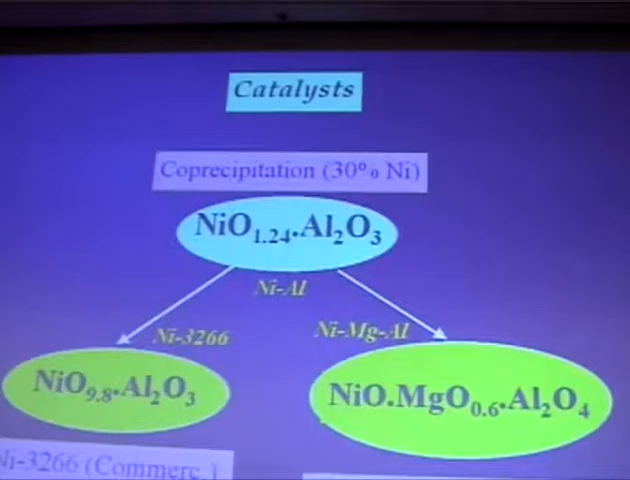 Catalysts
Coprecipitation (30% Ni)
NiO₁.₂₄.Al₂O₃
Ni-Al
Ni-3266
Ni-Mg-Al
NiO₉.₈.Al₂O₃
NiO.MgO₀.₆.Al₂O₄
Ni-3266 (Commerc.)